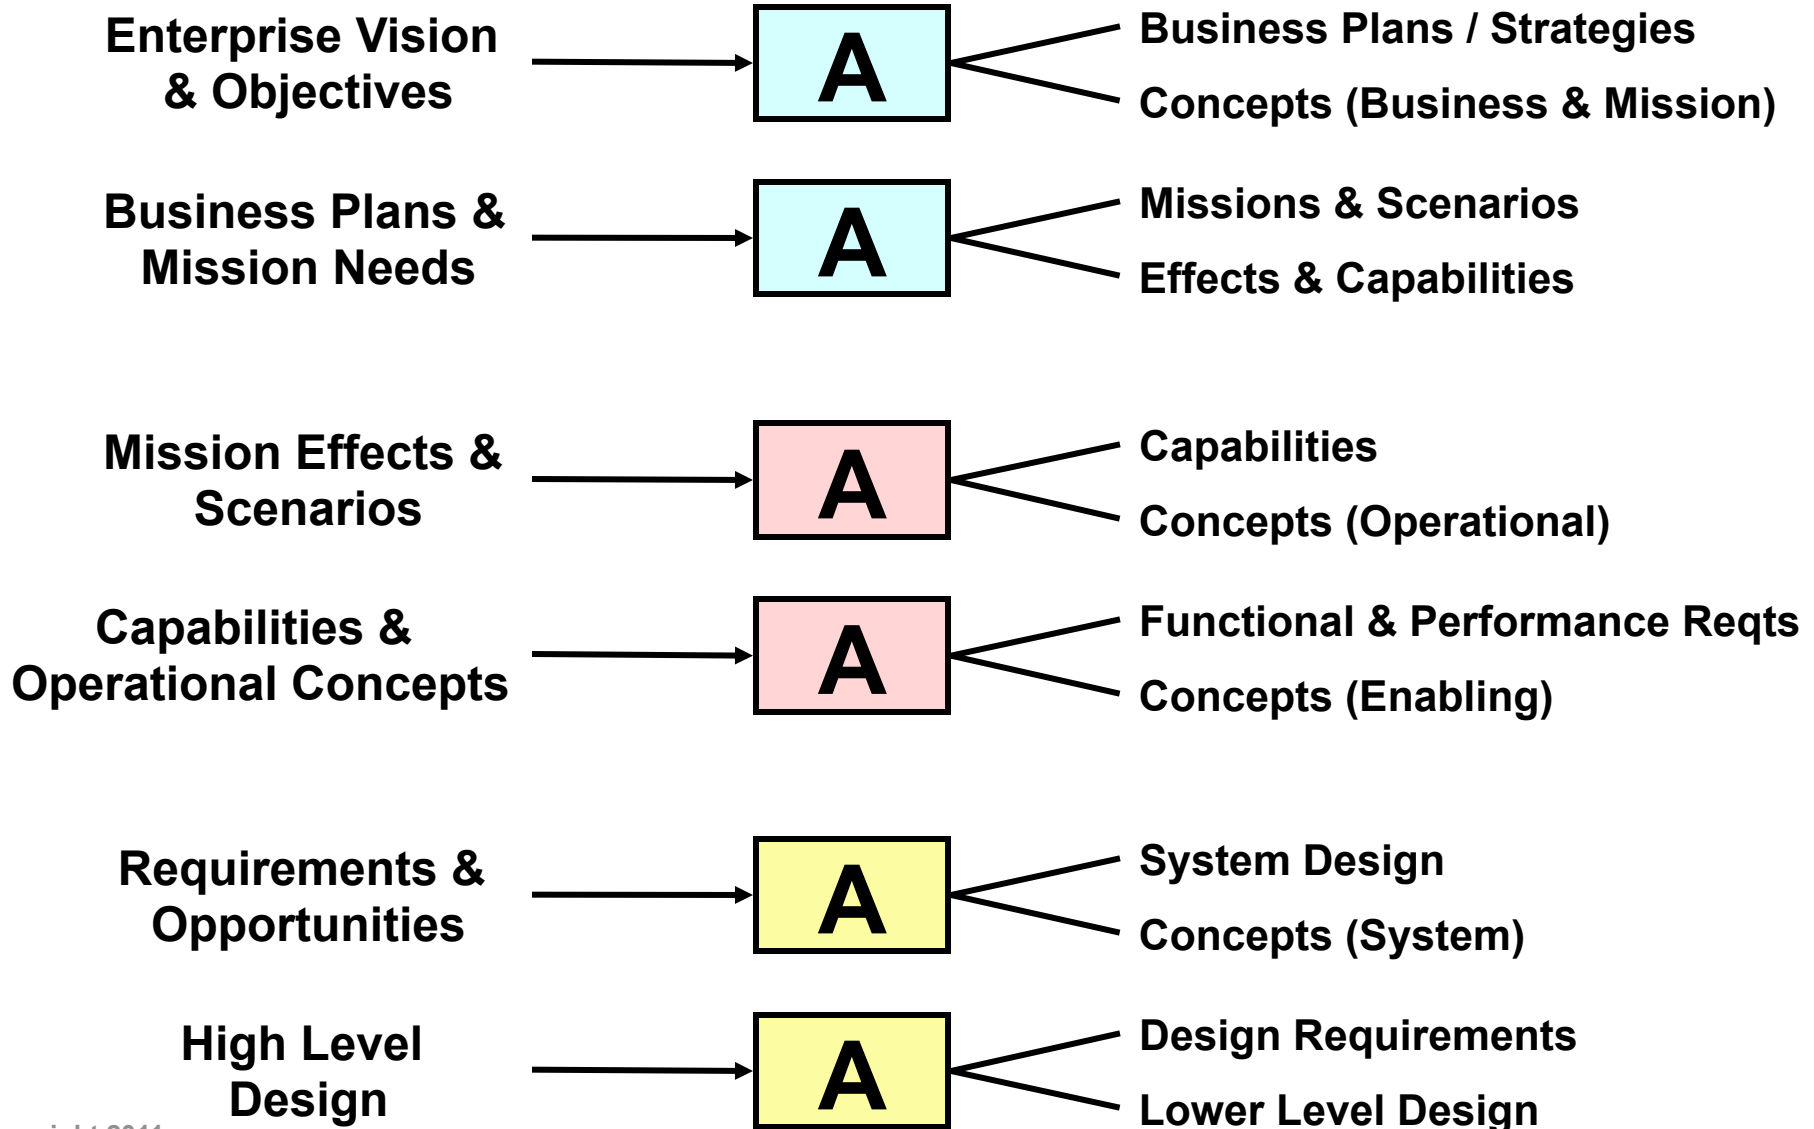 Enterprise Vision
& Objectives
A
Business Plans / Strategies
Concepts (Business & Mission)
Business Plans &
Mission Needs
A
Missions & Scenarios
Effects & Capabilities
Mission Effects &
Scenarios
A
Capabilities
Concepts (Operational)
Capabilities &
Operational Concepts
A
Functional & Performance Reqts
Concepts (Enabling)
Requirements &
Opportunities
A
System Design
Concepts (System)
High Level
Design
A
Design Requirements
Lower Level Design